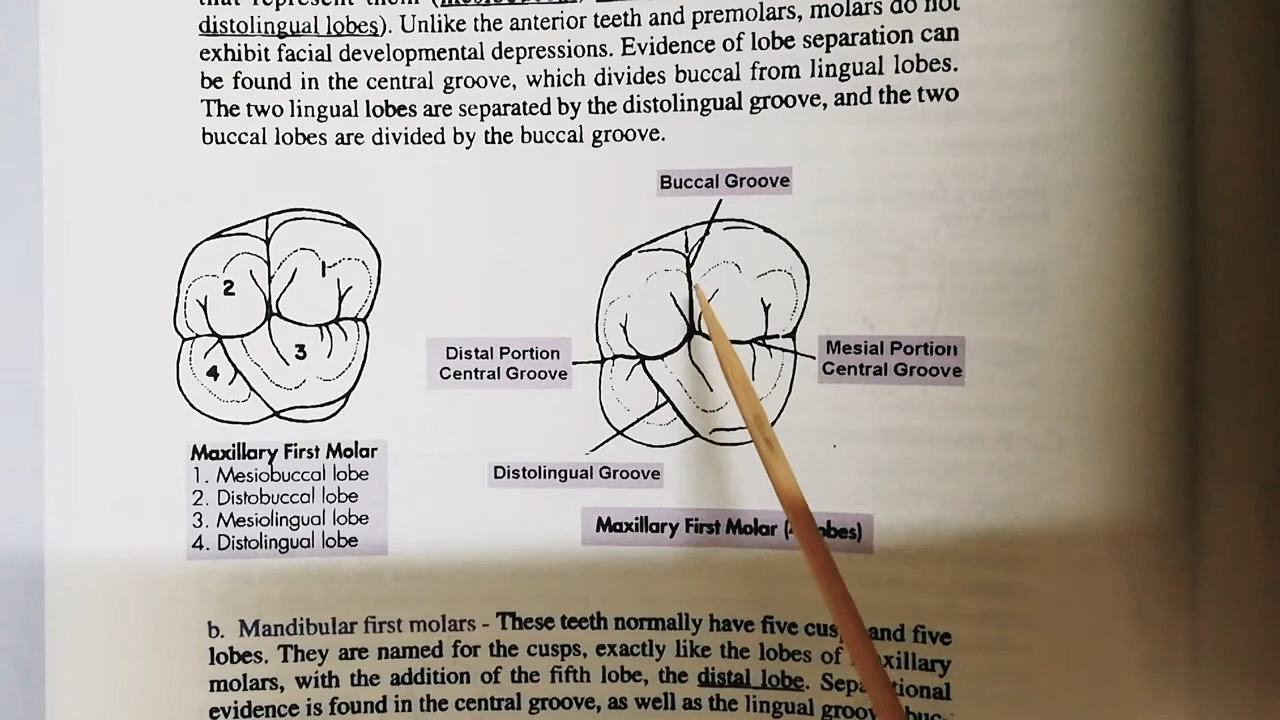 that represent them
distolingual lobes). Unlike the anterior teeth and premolars, molars do not
exhibit facial developmental depressions. Evidence of lobe separation can
be found in the central groove, which divides buccal from lingual lobes.
The two lingual lobes are separated by the distolingual groove, and the two
buccal lobes are divided by the buccal groove.
Buccal Groove
2
1
3
4
Distal Portion
Central Groove
Mesial Portion
Central Groove
Distolingual Groove
Maxillary First Molar
1. Mesiobuccal lobe
2. Distobuccal lobe
3. Mesiolingual lobe
4. Distolingual lobe
Maxillary First Molar
b. Mandibular first molars - These teeth normally have five and five
lobes. They are named for the cusps, exactly like the lobes of
molars, with the addition of the fifth lobe, the distal lobe.
evidence is found in the central groove, as well as the lingual